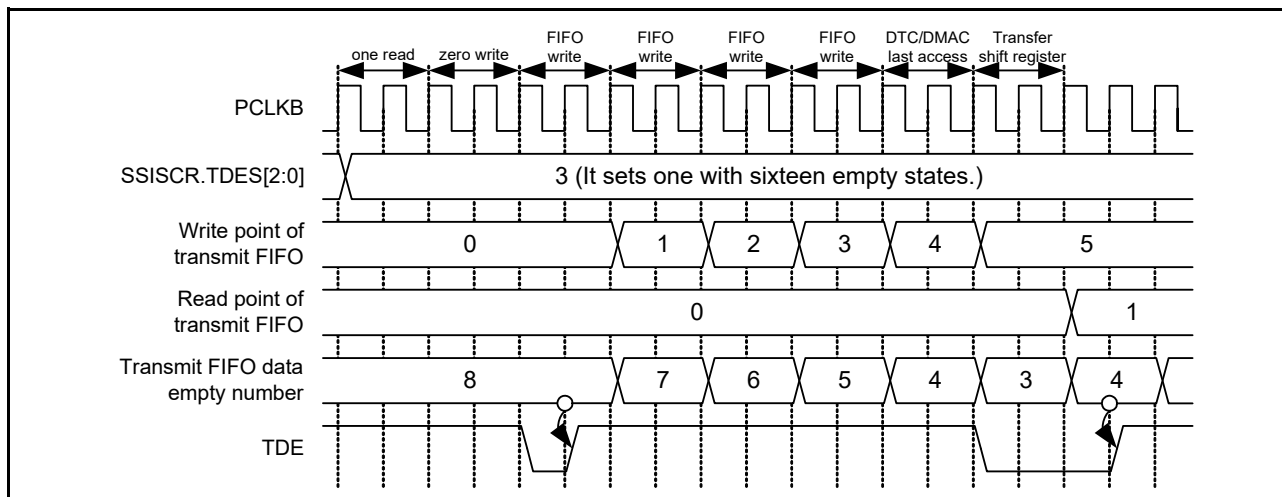 one read
zero write
FIFO
write
FIFO
write
FIFO
write
FIFO
write
DTC/DMAC
last access
Transfer
shift register
PCLKB
SSISCR.TDES[2:0]
3 (It sets one with sixteen empty states.)
Write point of
transmit FIFO
0 1 2 3 4 5
Read point of
transmit FIFO
0 1
Transmit FIFO data
empty number
8 7 6 5 4 3 4
TDE